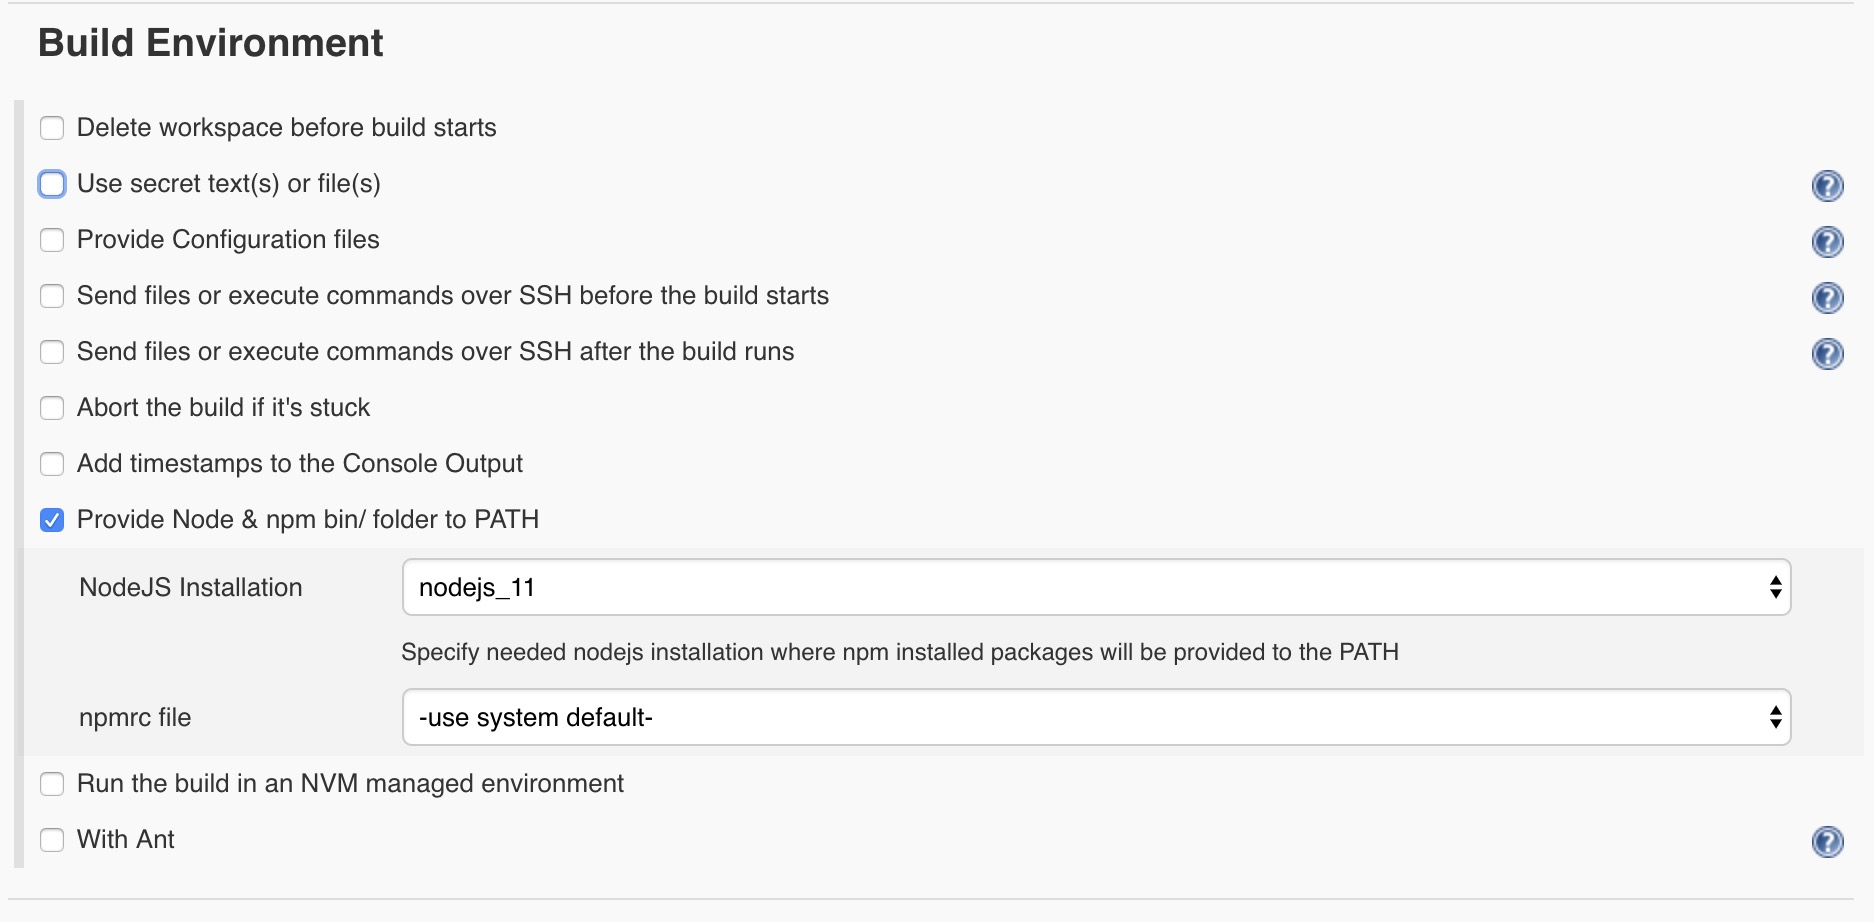 Build Environment
Delete workspace before build starts
Use secret text(s) or file(s)
?
Provide Configuration files
?
Send files or execute commands over SSH before the build starts
?
Send files or execute commands over SSH after the build runs
?
Abort the build if it's stuck
Add timestamps to the Console Output
Provide Node & npm bin/ folder to PATH
NodeJS Installation
nodejs_11
Specify needed nodejs installation where npm installed packages will be provided to the PATH
npmrc file
-use system default-
Run the build in an NVM managed environment
With Ant
?